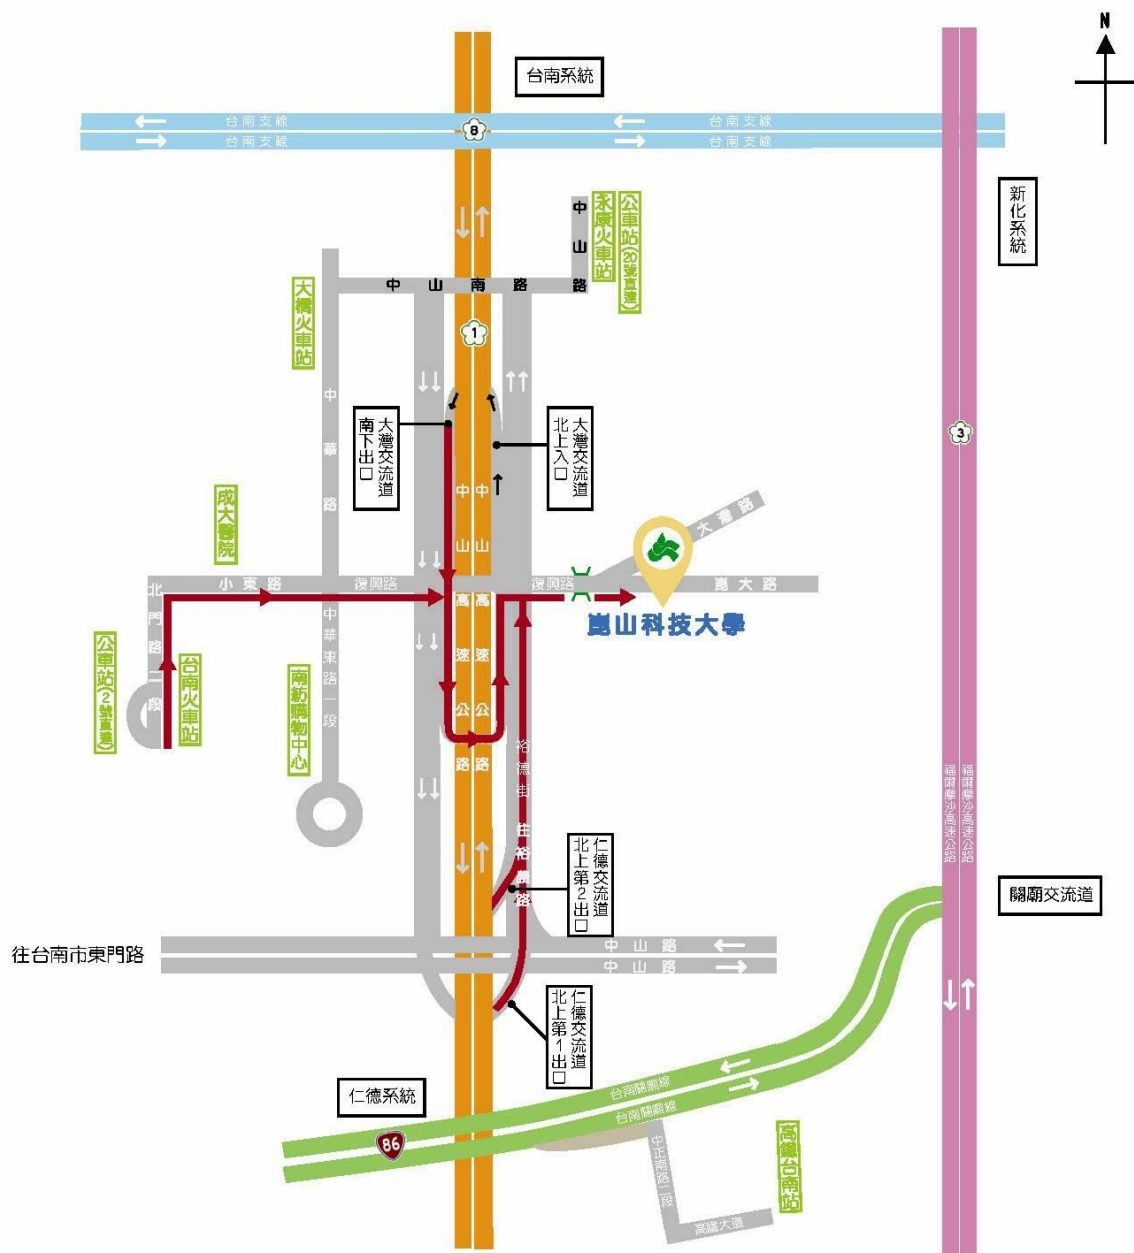 N
台南系統
台南支線
台南支線
台南支線
台南支線
8
新化系統
中山路
永康火車站
公車站(20號直達)
中山南路
大橋火車站
1
中華路
大灣交流道
南下出口
大灣交流道
北上入口
3
成大醫院
中山高速公路
中山高速公路
大灣路
小東路
復興路
復興路
崑大路
崑山科技大學
北門路二段
公車站(2號直達)
台南火車站
中華東路一段
南紡購物中心
裕德街
往裕農路
福爾摩沙高速公路
福爾摩沙高速公路
仁德交流道
北上第2出口
關廟交流道
往台南市東門路
中山路
中山路
仁德交流道
北上第1出口
仁德系統
台南關廟線
台南關廟線
86
中正南路二段
高鐵台南站
高鐵大道